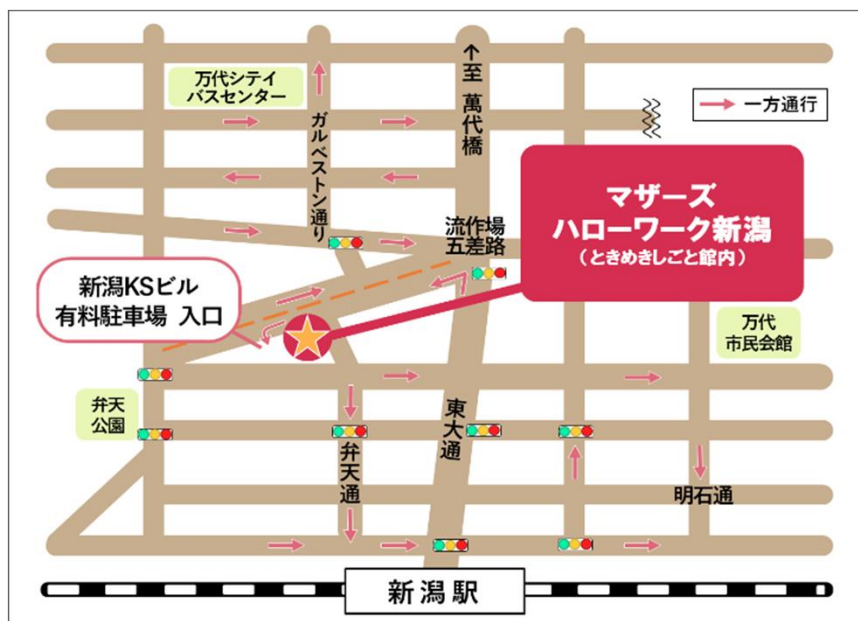 万代シテイ
バスセンター
ガルベストン通り
↑至 萬代橋
→ 一方通行
マザーズ
ハローワーク新潟
（ときめきしごと館内）
流作場
五差路
新潟KSビル
有料駐車場 入口
万代
市民会館
弁天
公園
弁天通
東大通
明石通
新潟駅